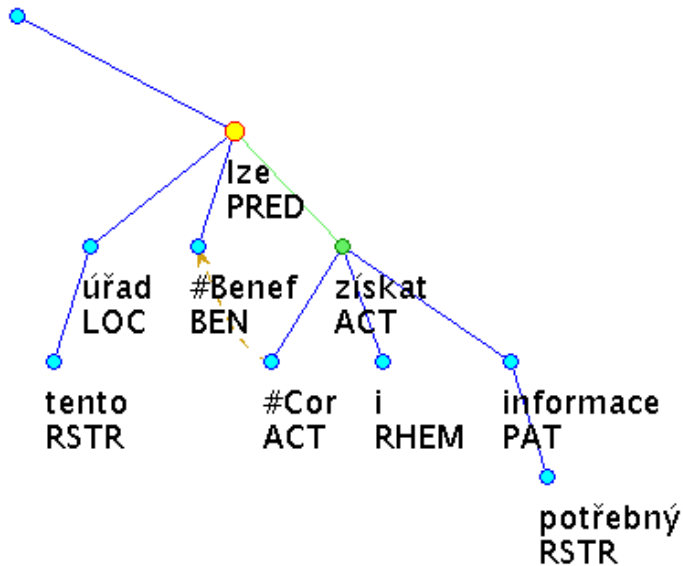 lze
PRED
úřad
LOC
#Benef
BEN
získat
ACT
tento
RSTR
#Cor
ACT
i
RHEM
informace
PAT
potřebný
RSTR